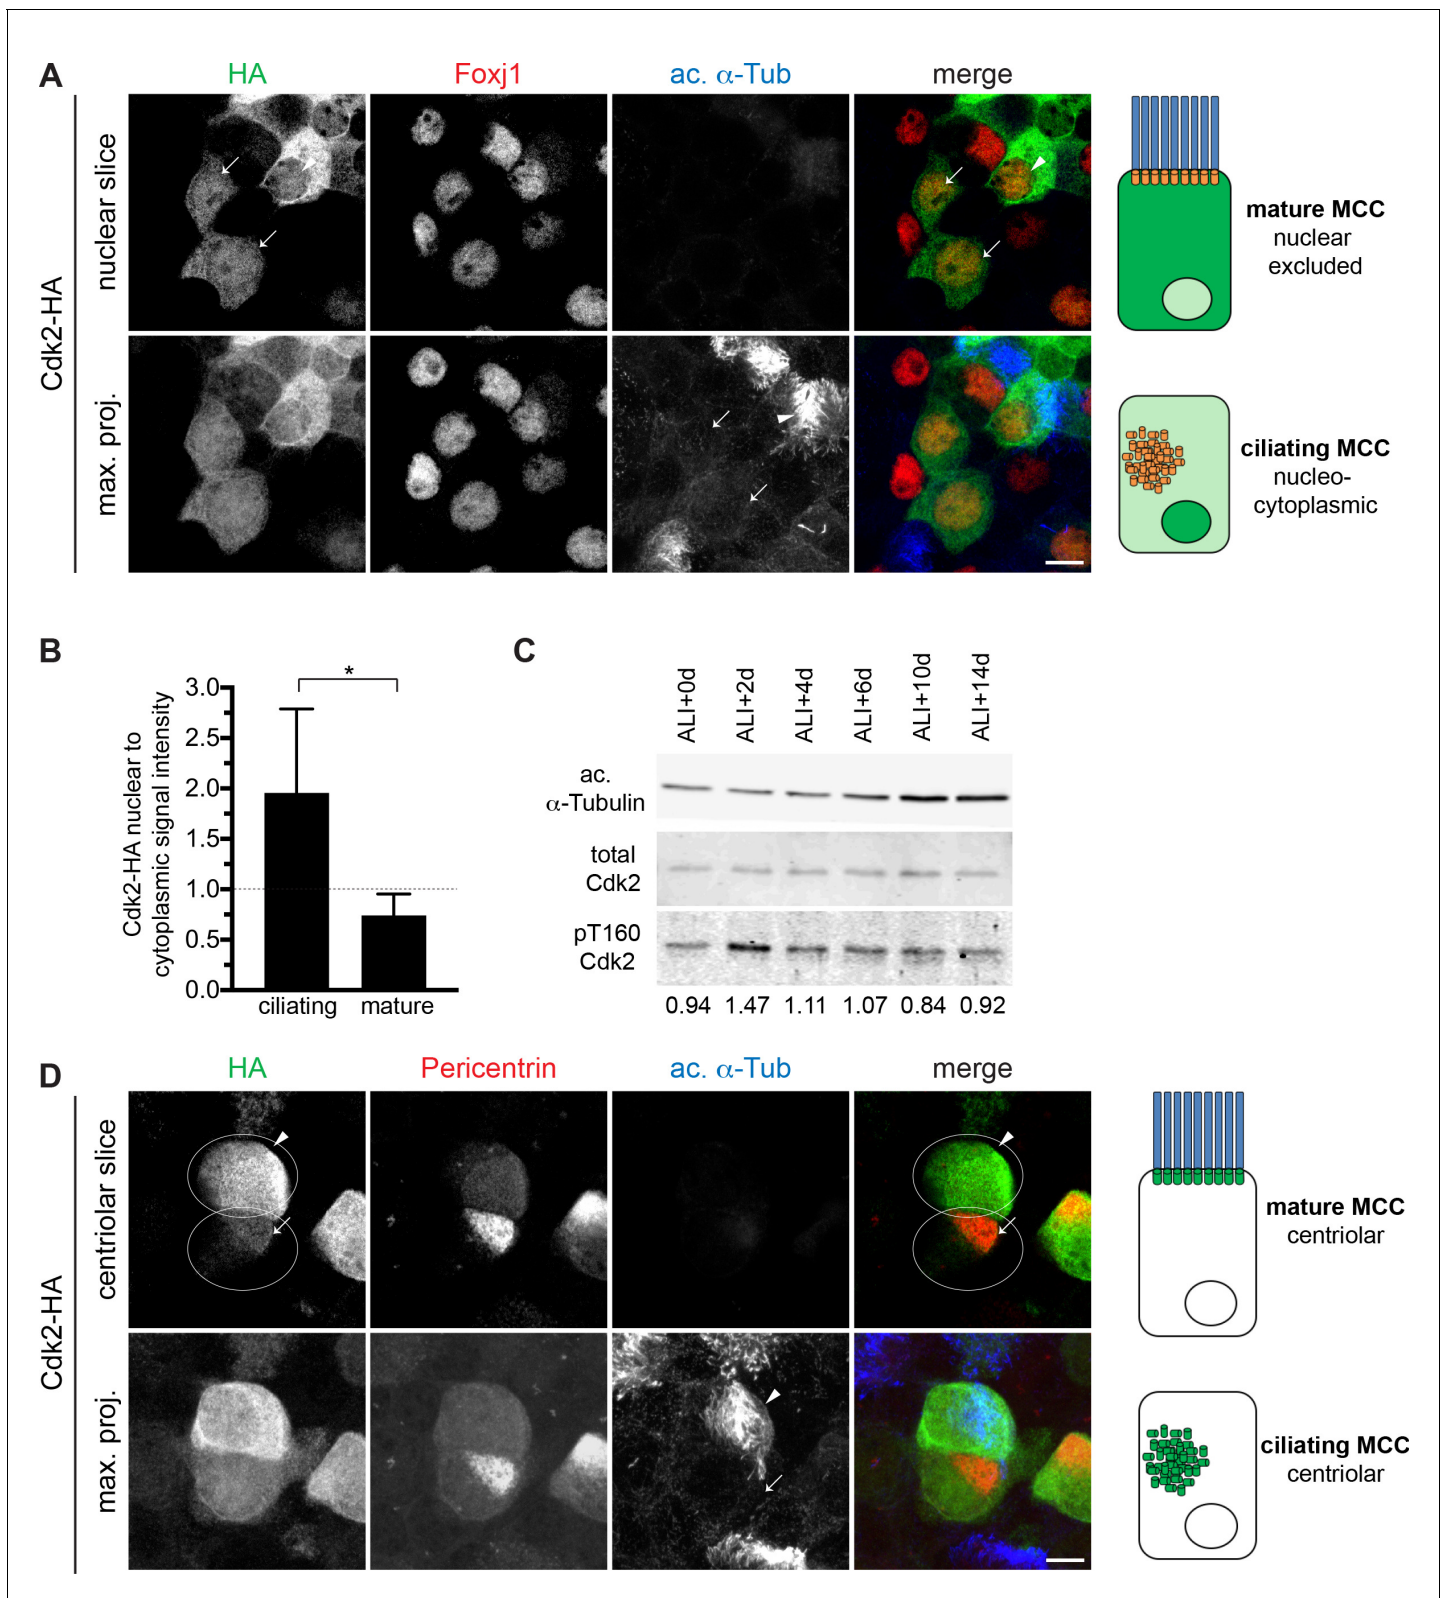 A
HA
Foxj1
ac. α-Tub
merge
Cdk2-HA
nuclear slice
max. proj.
mature MCC
nuclear
excluded
ciliating MCC
nucleo-
cytoplasmic
B
Cdk2-HA nuclear to
cytoplasmic signal intensity
3.0
2.5
2.0
1.5
1.0
0.5
0.0
*
ciliating
mature
C
ALI+0d
ALI+2d
ALI+4d
ALI+6d
ALI+10d
ALI+14d
ac.
α-Tubulin
total
Cdk2
pT160
Cdk2
0.94 1.47 1.11 1.07 0.84 0.92
D
HA
Pericentrin
ac. α-Tub
merge
Cdk2-HA
centriolar slice
max. proj.
mature MCC
centriolar
ciliating MCC
centriolar